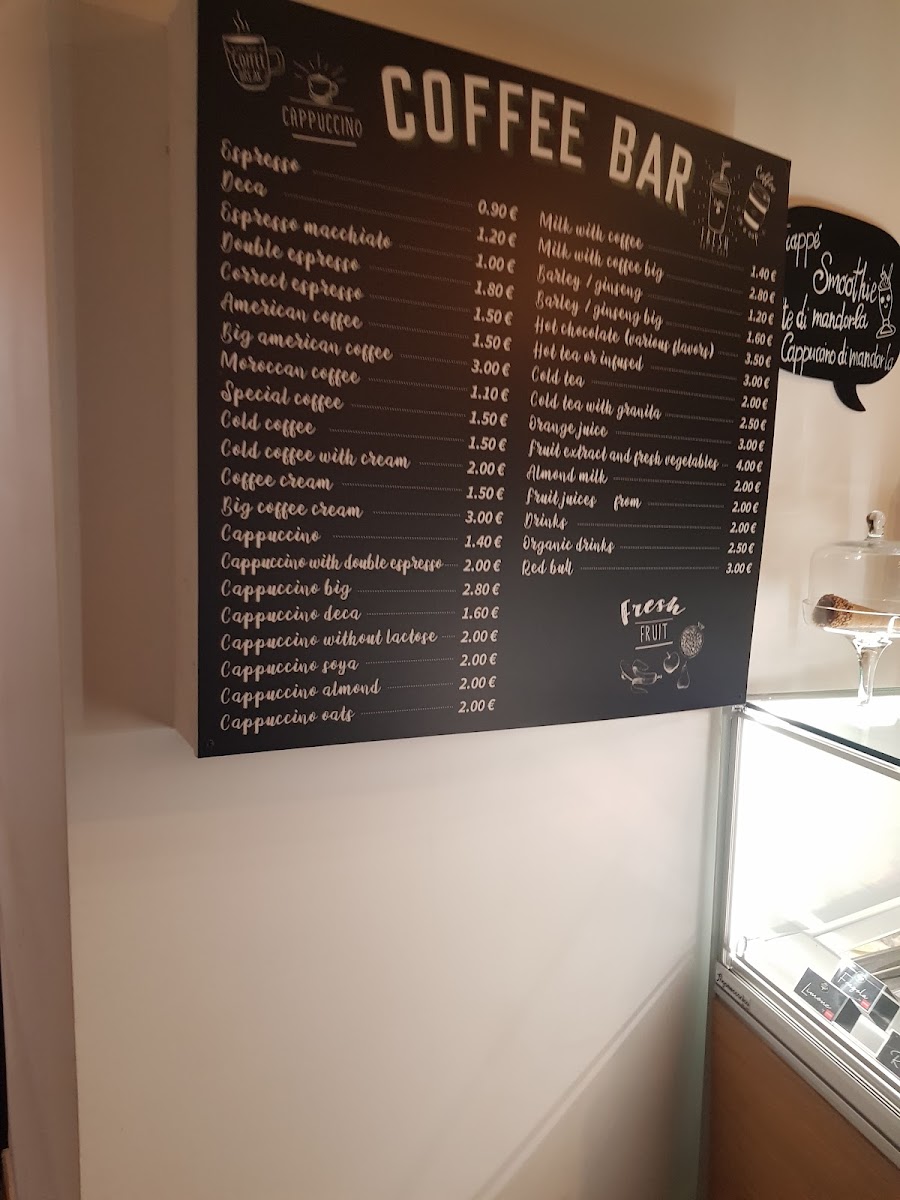 COFFEE
CAPPUCCINO
COFFEE BAR
FRESH
Coffee
Espresso 0.90 €
Deca 1.20 €
Espresso macchiato 1.00 €
Double espresso 1.80 €
Correct espresso 1.50 €
American coffee 1.50 €
Big american coffee 3.00 €
Moroccan coffee 1.10 €
Special coffee 1.50 €
Cold coffee 1.50 €
Cold coffee with cream 2.00 €
Coffee cream 1.50 €
Big coffee cream 3.00 €
Cappuccino 1.40 €
Cappuccino with double espresso 2.00 €
Cappuccino big 2.80 €
Cappuccino deca 1.60 €
Cappuccino without lactose 2.00 €
Cappuccino soya 2.00 €
Cappuccino almond 2.00 €
Cappuccino oats 2.00 €
Milk with coffee 1.40 €
Milk with coffee big 2.80 €
Barley / ginseng 1.20 €
Barley / ginseng big 1.60 €
Hot chocolate (various flavors) 3.50 €
Hot tea or infused 3.00 €
Cold tea 2.00 €
Cold tea with granita 2.50 €
Orange juice 3.00 €
Fruit extract and fresh vegetables 4.00 €
Almond milk 2.00 €
Fruit juices from 2.00 €
Drinks 2.00 €
Organic drinks 2.50 €
Red bull 3.00 €
Fresh
FRUIT
Smoothie
di mandorla
Cappuccino di mandorla
Limone
Fragola